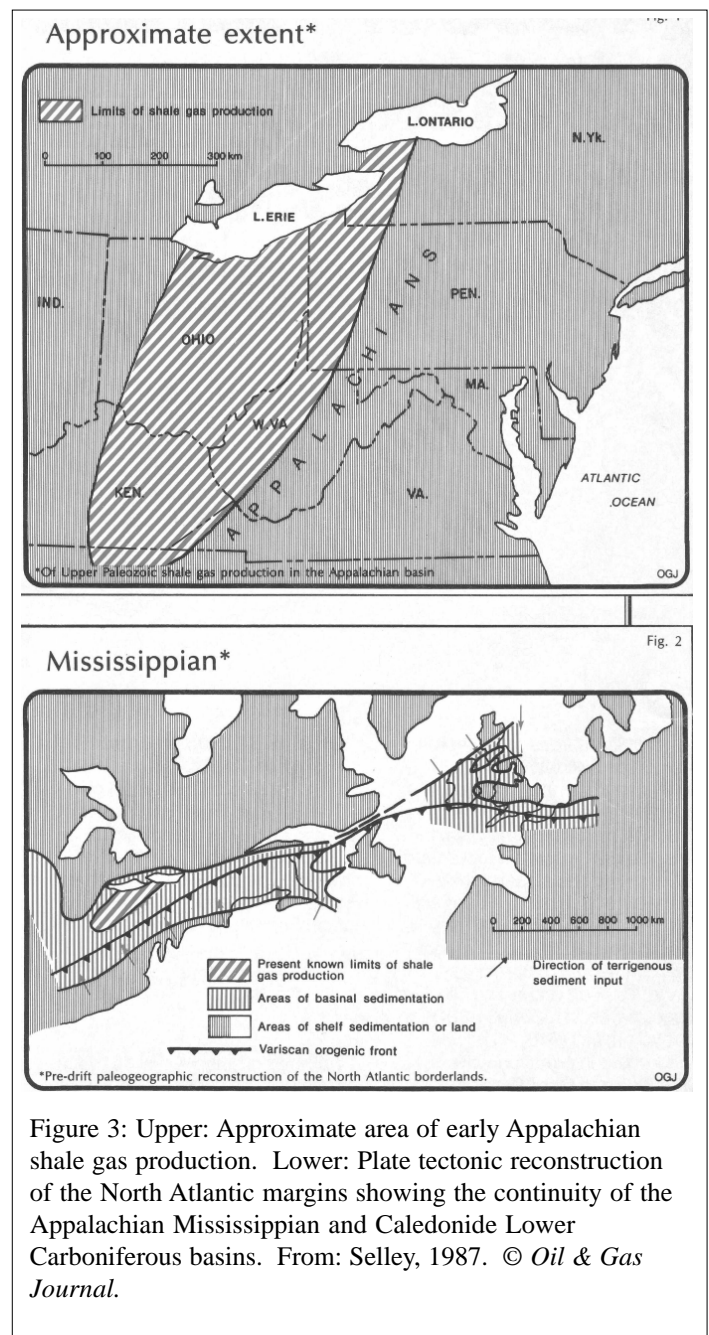 Approximate extent*
Limits of shale gas production
0 100 200 300 km
L.ONTARIO
N.Yk.
L.ERIE
IND.
PEN.
OHIO
APPALACHIANS
MA.
W.VA
KEN.
VA.
ATLANTIC
OCEAN
*Of Upper Paleozoic shale gas production in the Appalachian basin
OGJ
Fig. 2
Mississippian*
0 200 400 600 800 1000 km
Present known limits of shale
gas production
Direction of terrigenous
sediment input
Areas of basinal sedimentation
Areas of shelf sedimentation or land
Variscan orogenic front
*Pre-drift paleogeographic reconstruction of the North Atlantic borderlands.
OGJ
Figure 3: Upper: Approximate area of early Appalachian
shale gas production. Lower: Plate tectonic reconstruction
of the North Atlantic margins showing the continuity of the
Appalachian Mississippian and Caledonide Lower
Carboniferous basins. From: Selley, 1987. © Oil & Gas
Journal.